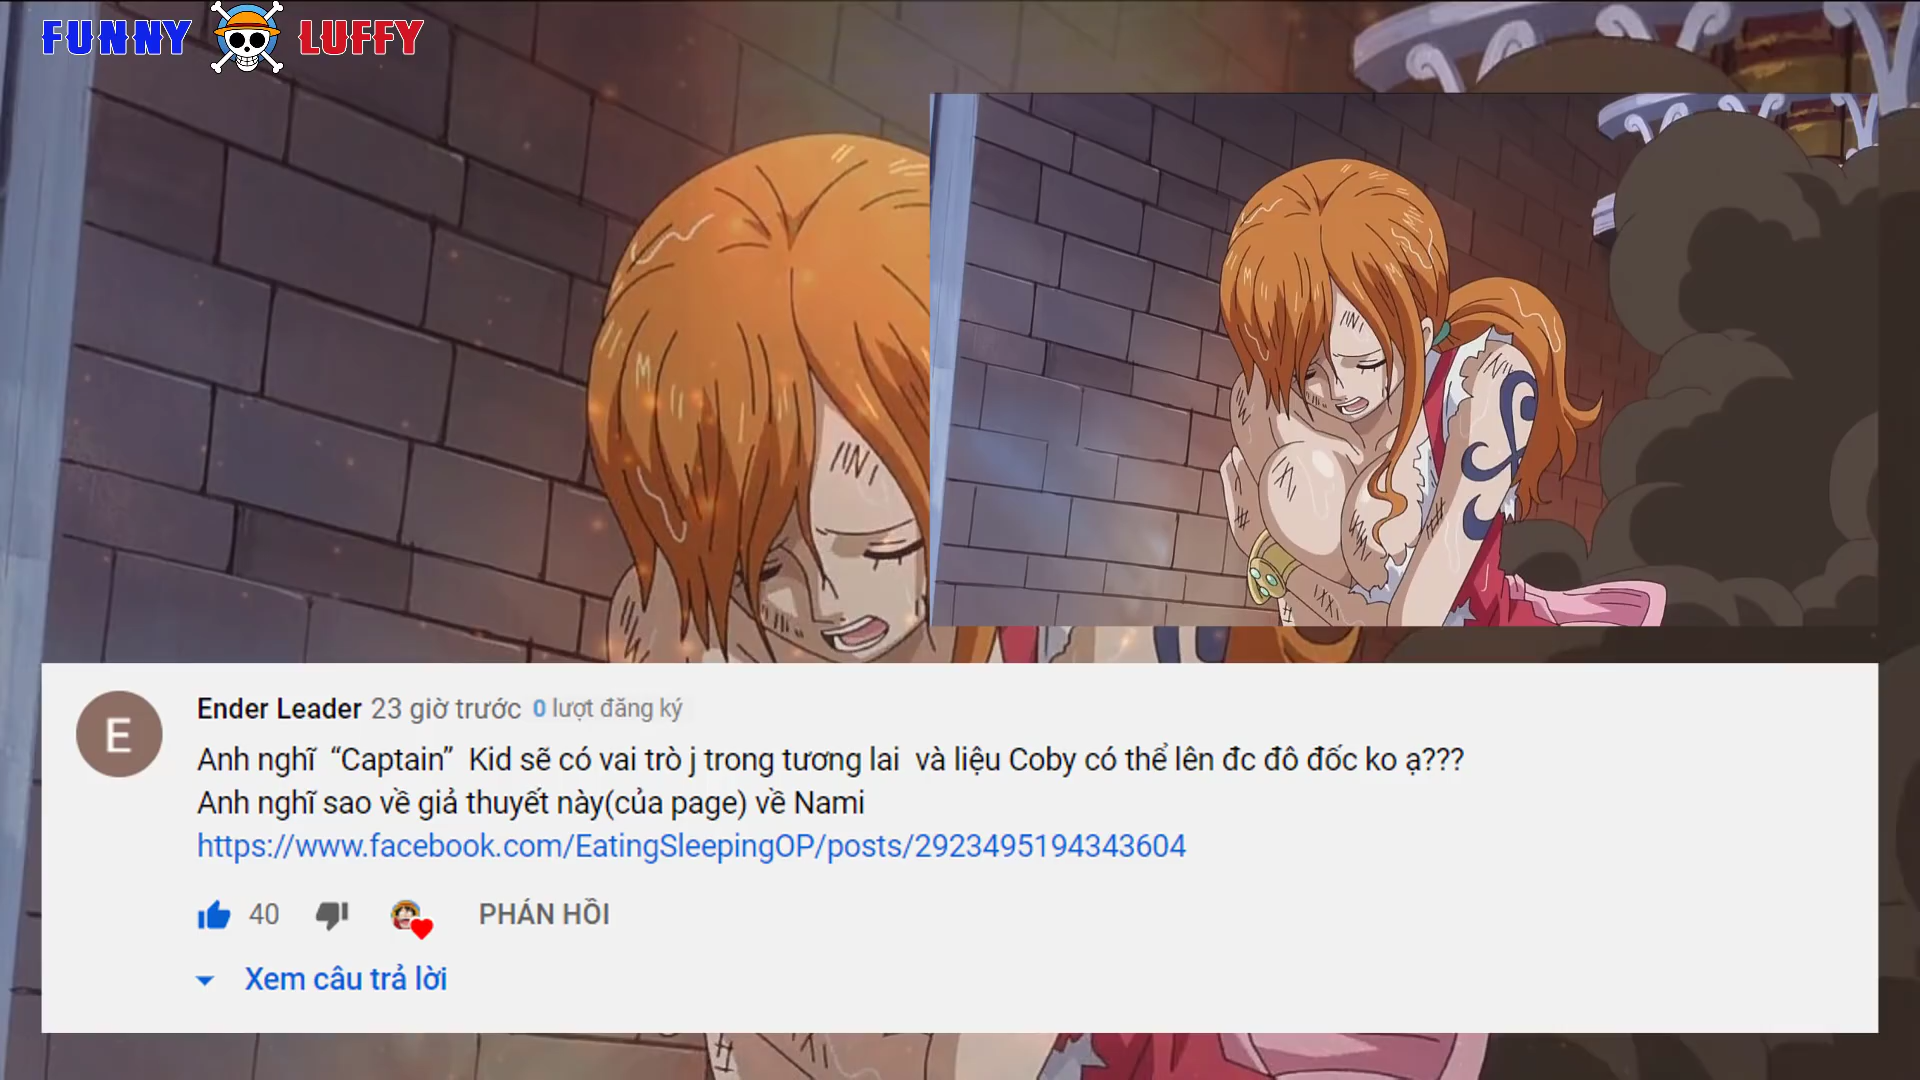 FUNNY LUFFY
E
Ender Leader 23 giờ trước 0 lượt đăng ký
Anh nghĩ “Captain” Kid sẽ có vai trò j trong tương lai và liệu Coby có thể lên đc đô đốc ko ạ???
Anh nghĩ sao về giả thuyết này(của page) về Nami
https://www.facebook.com/EatingSleepingOP/posts/2923495194343604
40 PHẢN HỒI
Xem câu trả lời